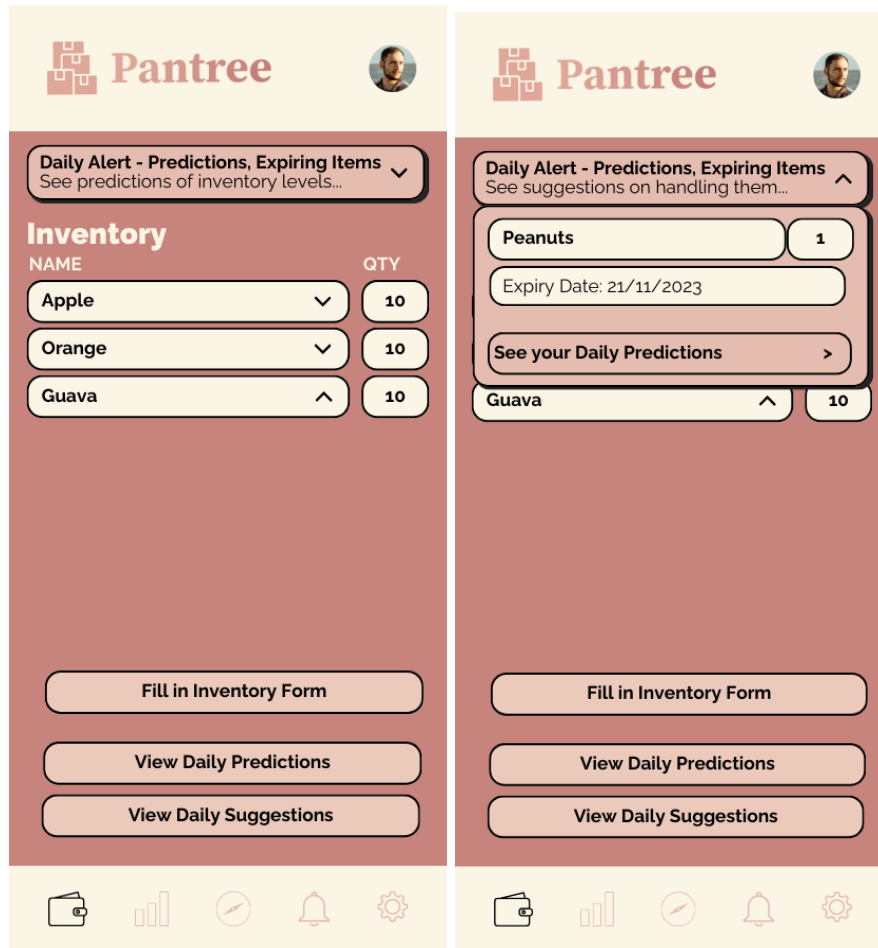 Pantree
Daily Alert - Predictions, Expiring Items
See predictions of inventory levels...
Inventory
NAME QTY
Apple 10
Orange 10
Guava 10
Fill in Inventory Form
View Daily Predictions
View Daily Suggestions
Pantree
Daily Alert - Predictions, Expiring Items
See suggestions on handling them...
Peanuts 1
Expiry Date: 21/11/2023
See your Daily Predictions >
Guava 10
Fill in Inventory Form
View Daily Predictions
View Daily Suggestions